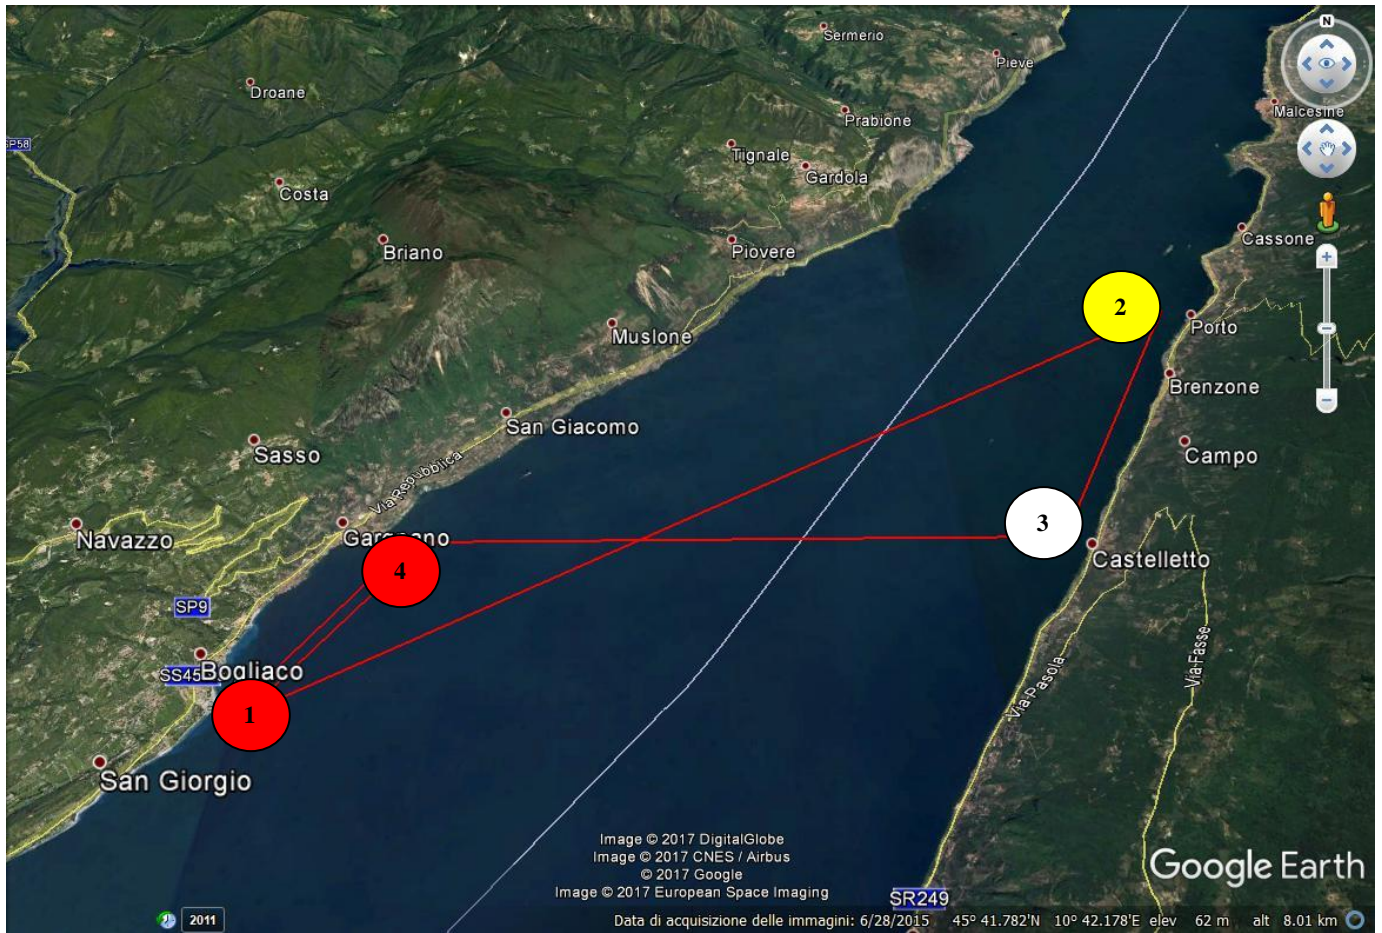 N
Sermerio
Pieve
Droane
Malcesine
Prabione
SP58
Tignale
Gardola
Costa
Cassone
Briano
Piovere
2
Porto
Muslone
Brenzone
San Giacomo
Sasso
Campo
Via Repubblica
3
Navazzo
Gargnano
Castelletto
4
SP9
Via Fasse
Bogliaco
SS45
Via Pasola
1
San Giorgio
Image © 2017 DigitalGlobe
Image © 2017 CNES / Airbus
© 2017 Google
Image © 2017 European Space Imaging
Google Earth
SR249
2011
Data di acquisizione delle immagini: 6/28/2015 45° 41.782'N 10° 42.178'E elev 62 m alt 8.01 km